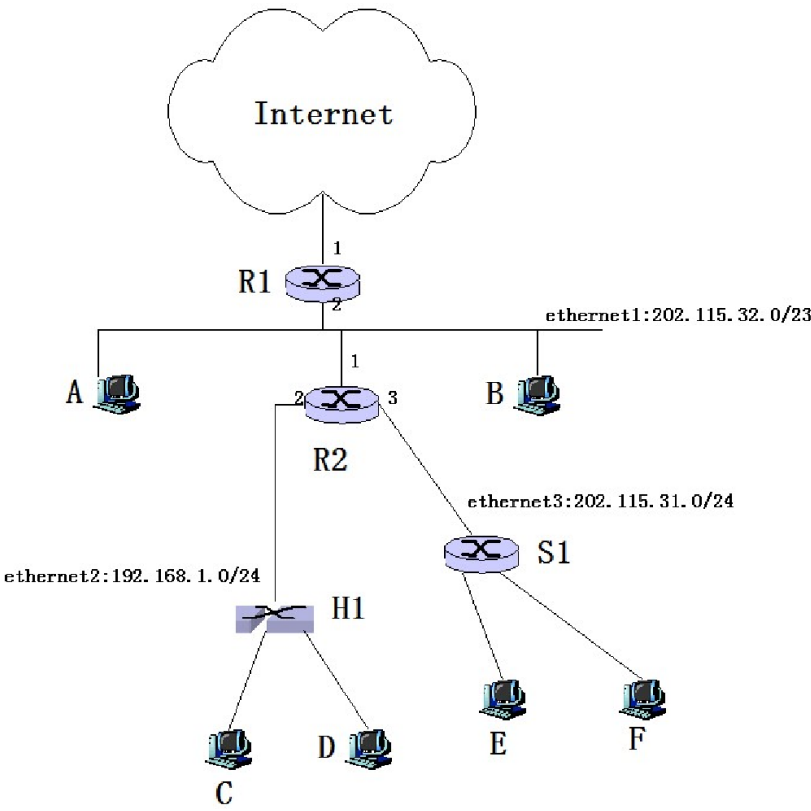 Internet
1
R1
2
ethernet1:202.115.32.0/23
1
A
B
2
3
R2
ethernet3:202.115.31.0/24
S1
ethernet2:192.168.1.0/24
H1
E
F
D
C